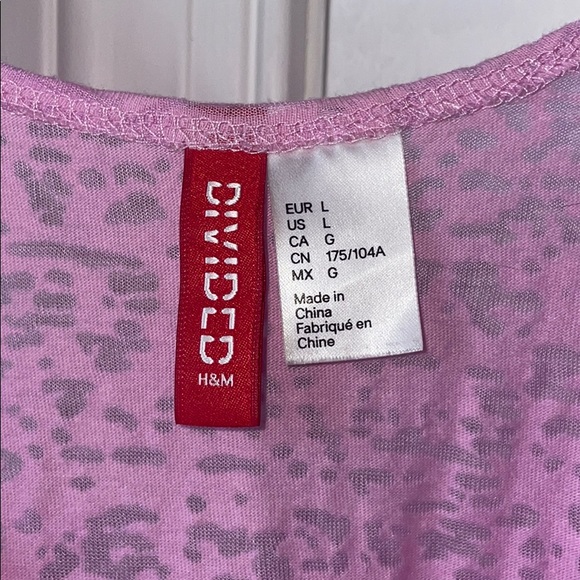 DIVIDED
H&M
EUR L
US L
CA G
CN 175/104A
MX G
Made in
China
Fabriqué en
Chine